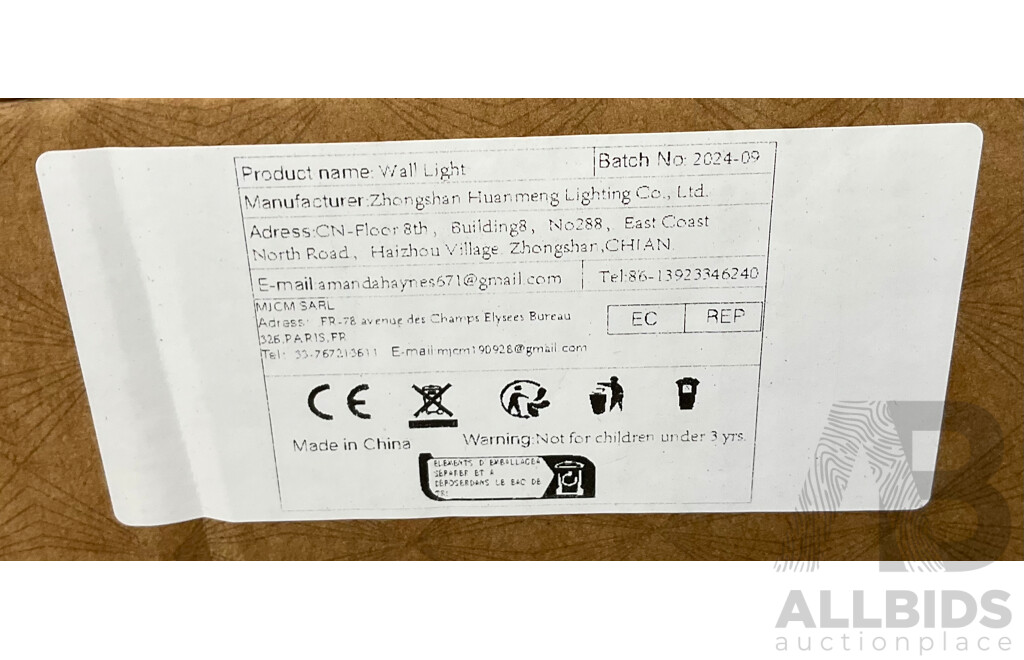 Product name: Wall Light
Batch No: 2024-09
Manufacturer:Zhongshan Huanmeng Lighting Co., Ltd.
Adress:CN-Floor 8th, Building8, No288, East Coast
North Road, Haizhou Village Zhongshan,CHIAN.
E-mail:amandahaynes671@gmail.com
Tel:86-13923346240
MJCM SARL
Adress: FR-78 avenue des Champs Elysees Bureau
326,PARIS,FR
Tel: 33-767213611 E-mail:mjcm190928@gmail.com
EC REP
CE
Made in China
Warning:Not for children under 3 yrs.
ELEMENTS D'EMBALLAGES
SEPARER ET A
DEPOSERDANS LE BAC DE
TRI
AB
ALLBIDS
auctionplace